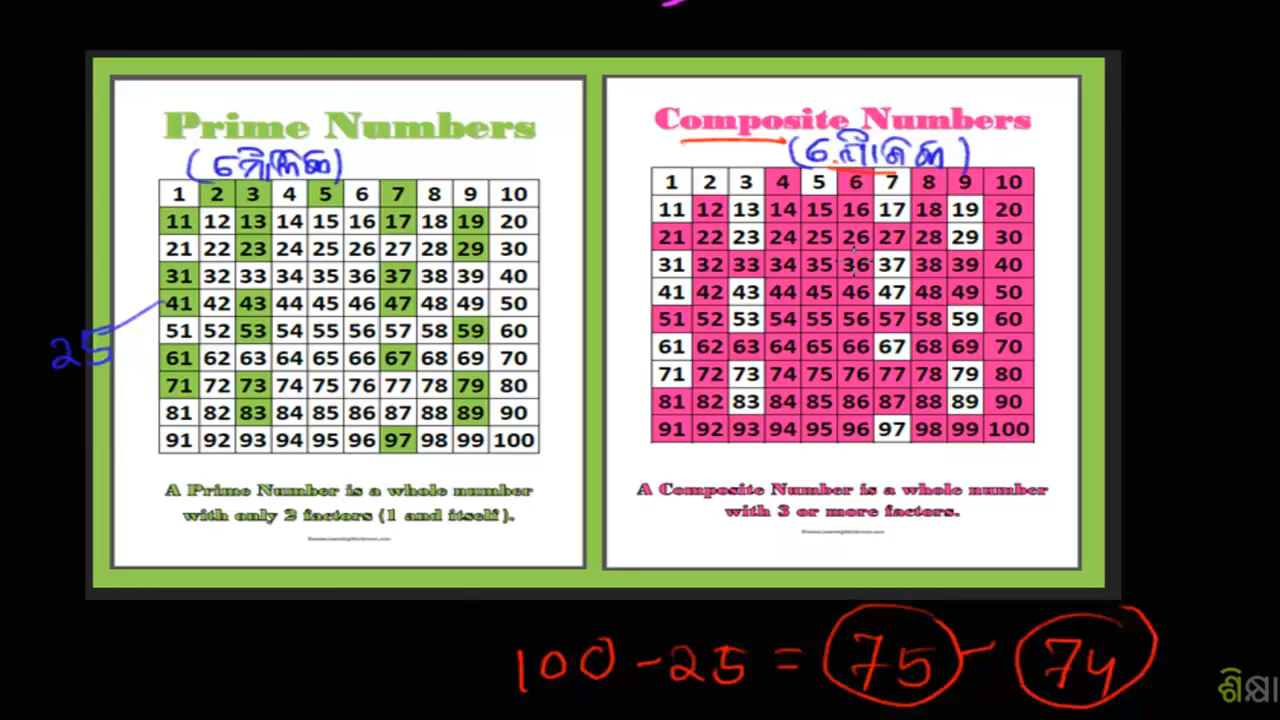 Prime Numbers
(ମୌଳିକ)
1 2 3 4 5 6 7 8 9 10
11 12 13 14 15 16 17 18 19 20
21 22 23 24 25 26 27 28 29 30
31 32 33 34 35 36 37 38 39 40
41 42 43 44 45 46 47 48 49 50
51 52 53 54 55 56 57 58 59 60
61 62 63 64 65 66 67 68 69 70
71 72 73 74 75 76 77 78 79 80
81 82 83 84 85 86 87 88 89 90
91 92 93 94 95 96 97 98 99 100
25
A Prime Number is a whole number
with only 2 factors (1 and itself).
Composite Numbers
(ଯୌଗିକ)
1 2 3 4 5 6 7 8 9 10
11 12 13 14 15 16 17 18 19 20
21 22 23 24 25 26 27 28 29 30
31 32 33 34 35 36 37 38 39 40
41 42 43 44 45 46 47 48 49 50
51 52 53 54 55 56 57 58 59 60
61 62 63 64 65 66 67 68 69 70
71 72 73 74 75 76 77 78 79 80
81 82 83 84 85 86 87 88 89 90
91 92 93 94 95 96 97 98 99 100
A Composite Number is a whole number
with 3 or more factors.
100 - 25 = 75 - 74